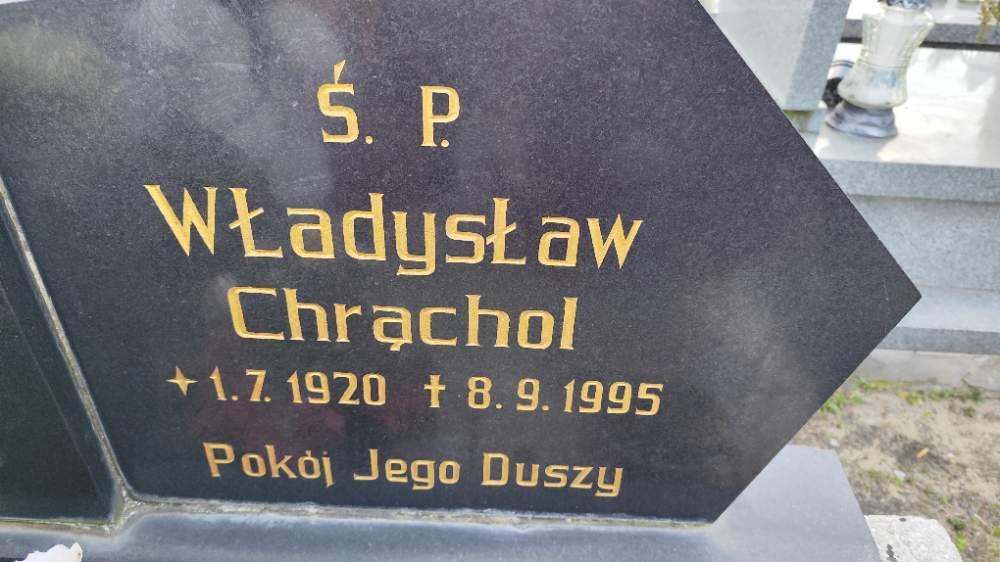 Ś. P.
Władysław
Chrąchol
✦ 1.7. 1920 ✝ 8.9.1995
Pokój Jego Duszy